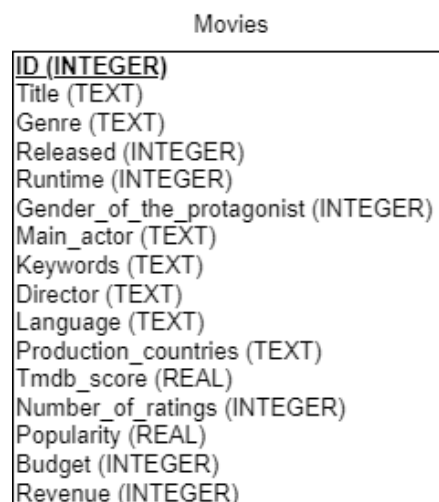 Movies
ID (INTEGER)
Title (TEXT)
Genre (TEXT)
Released (INTEGER)
Runtime (INTEGER)
Gender_of_the_protagonist (INTEGER)
Main_actor (TEXT)
Keywords (TEXT)
Director (TEXT)
Language (TEXT)
Production_countries (TEXT)
Tmdb_score (REAL)
Number_of_ratings (INTEGER)
Popularity (REAL)
Budget (INTEGER)
Revenue (INTEGER)